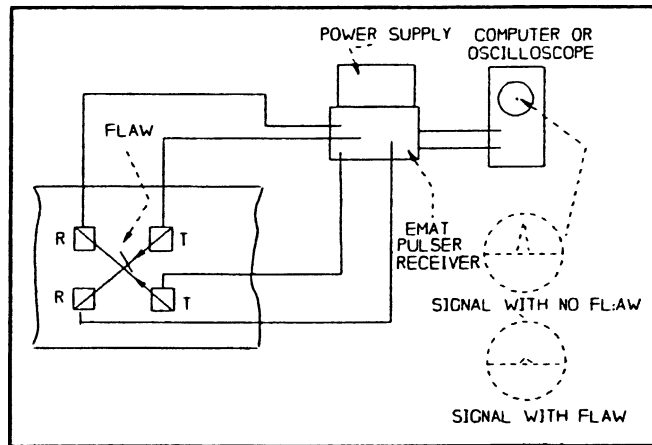 POWER SUPPLY
COMPUTER OR
OSCILLOSCOPE
FLAW
R
T
R
T
EMAT
PULSER
RECEIVER
SIGNAL WITH NO FL:AW
SIGNAL WITH FLAW